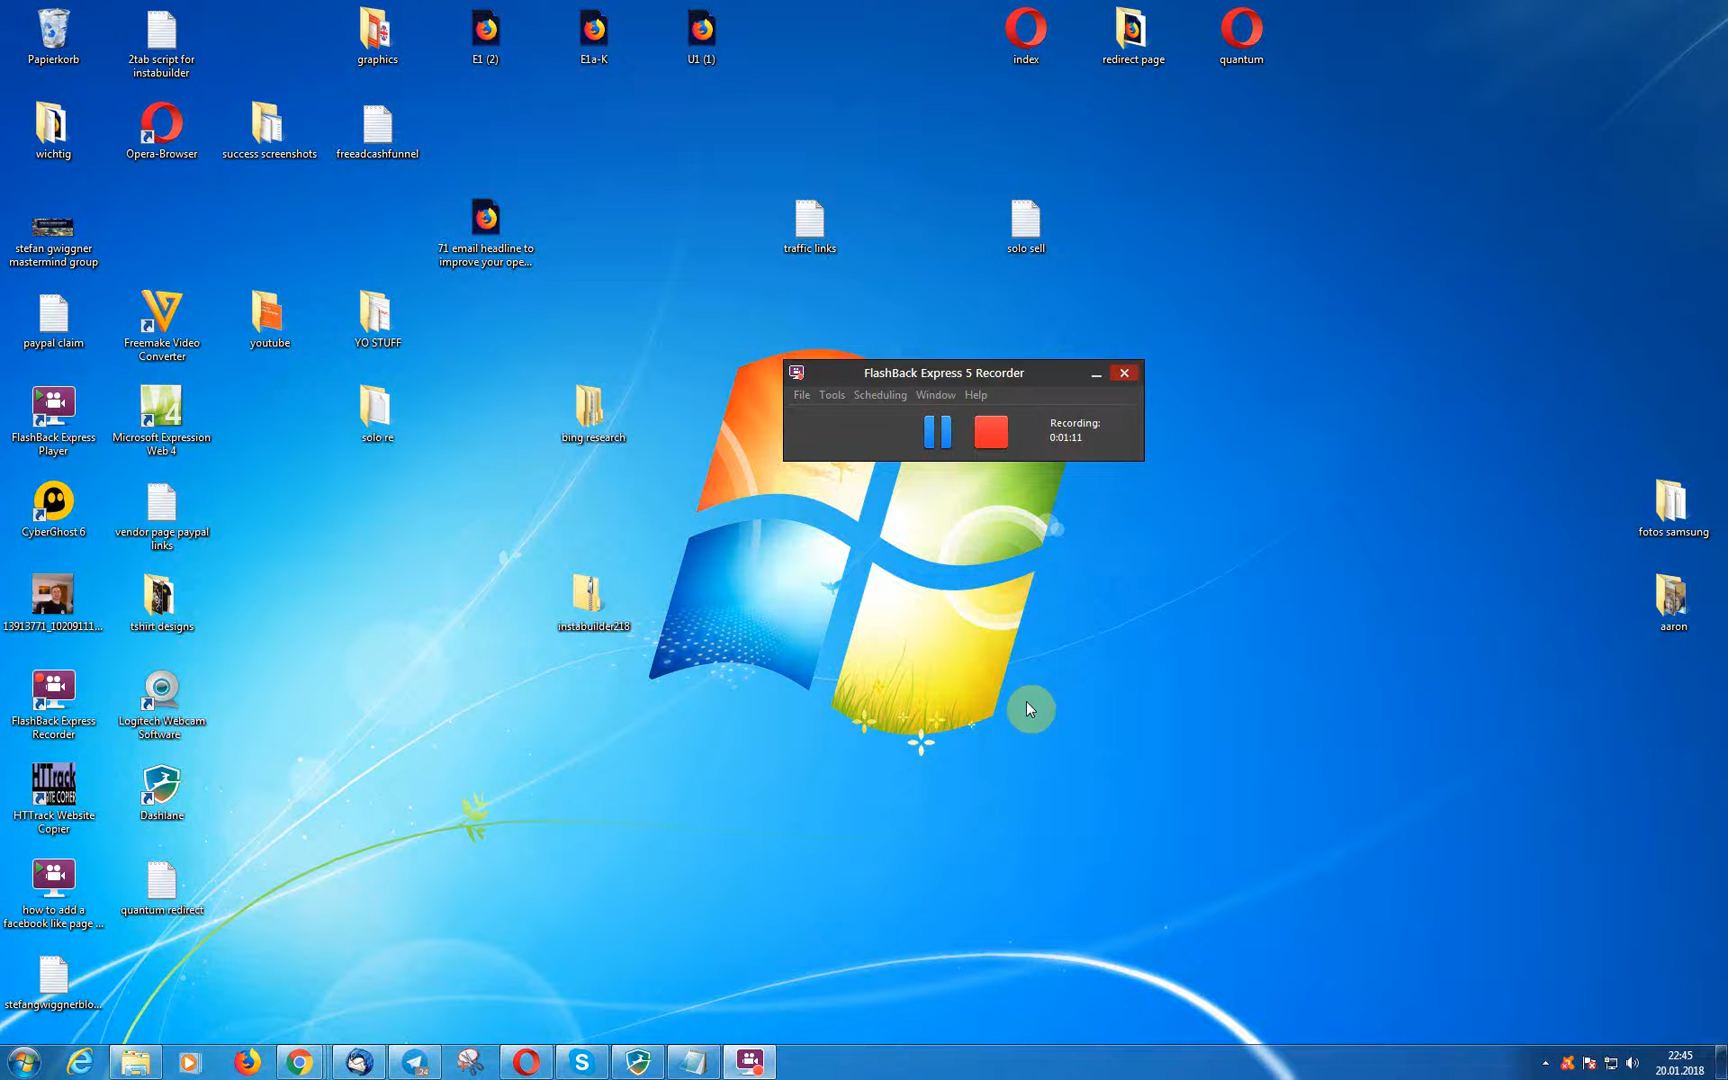 Papierkorb
2tab script for
instabuilder
graphics
E1 (2)
E1a-K
U1 (1)
index
redirect page
quantum
wichtig
Opera-Browser
success screenshots
freeadcashfunnel
stefan gwiggner
mastermind group
71 email headline to
improve your ope...
traffic links
solo sell
paypal claim
Freemake Video
Converter
youtube
YO STUFF
FlashBack Express 5 Recorder
File Tools Scheduling Window Help
Recording:
0:01:11
FlashBack Express
Player
4
Microsoft Expression
Web 4
solo re
bing research
CyberGhost 6
vendor page paypal
links
fotos samsung
13913771_10209111...
tshirt designs
instabuilder218
aaron
FlashBack Express
Recorder
Logitech Webcam
Software
HTTrack
SITE COPIER
HTTrack Website
Copier
Dashlane
how to add a
facebook like page ...
quantum redirect
stefangwiggnerblo...
24
22:45
20.01.2018